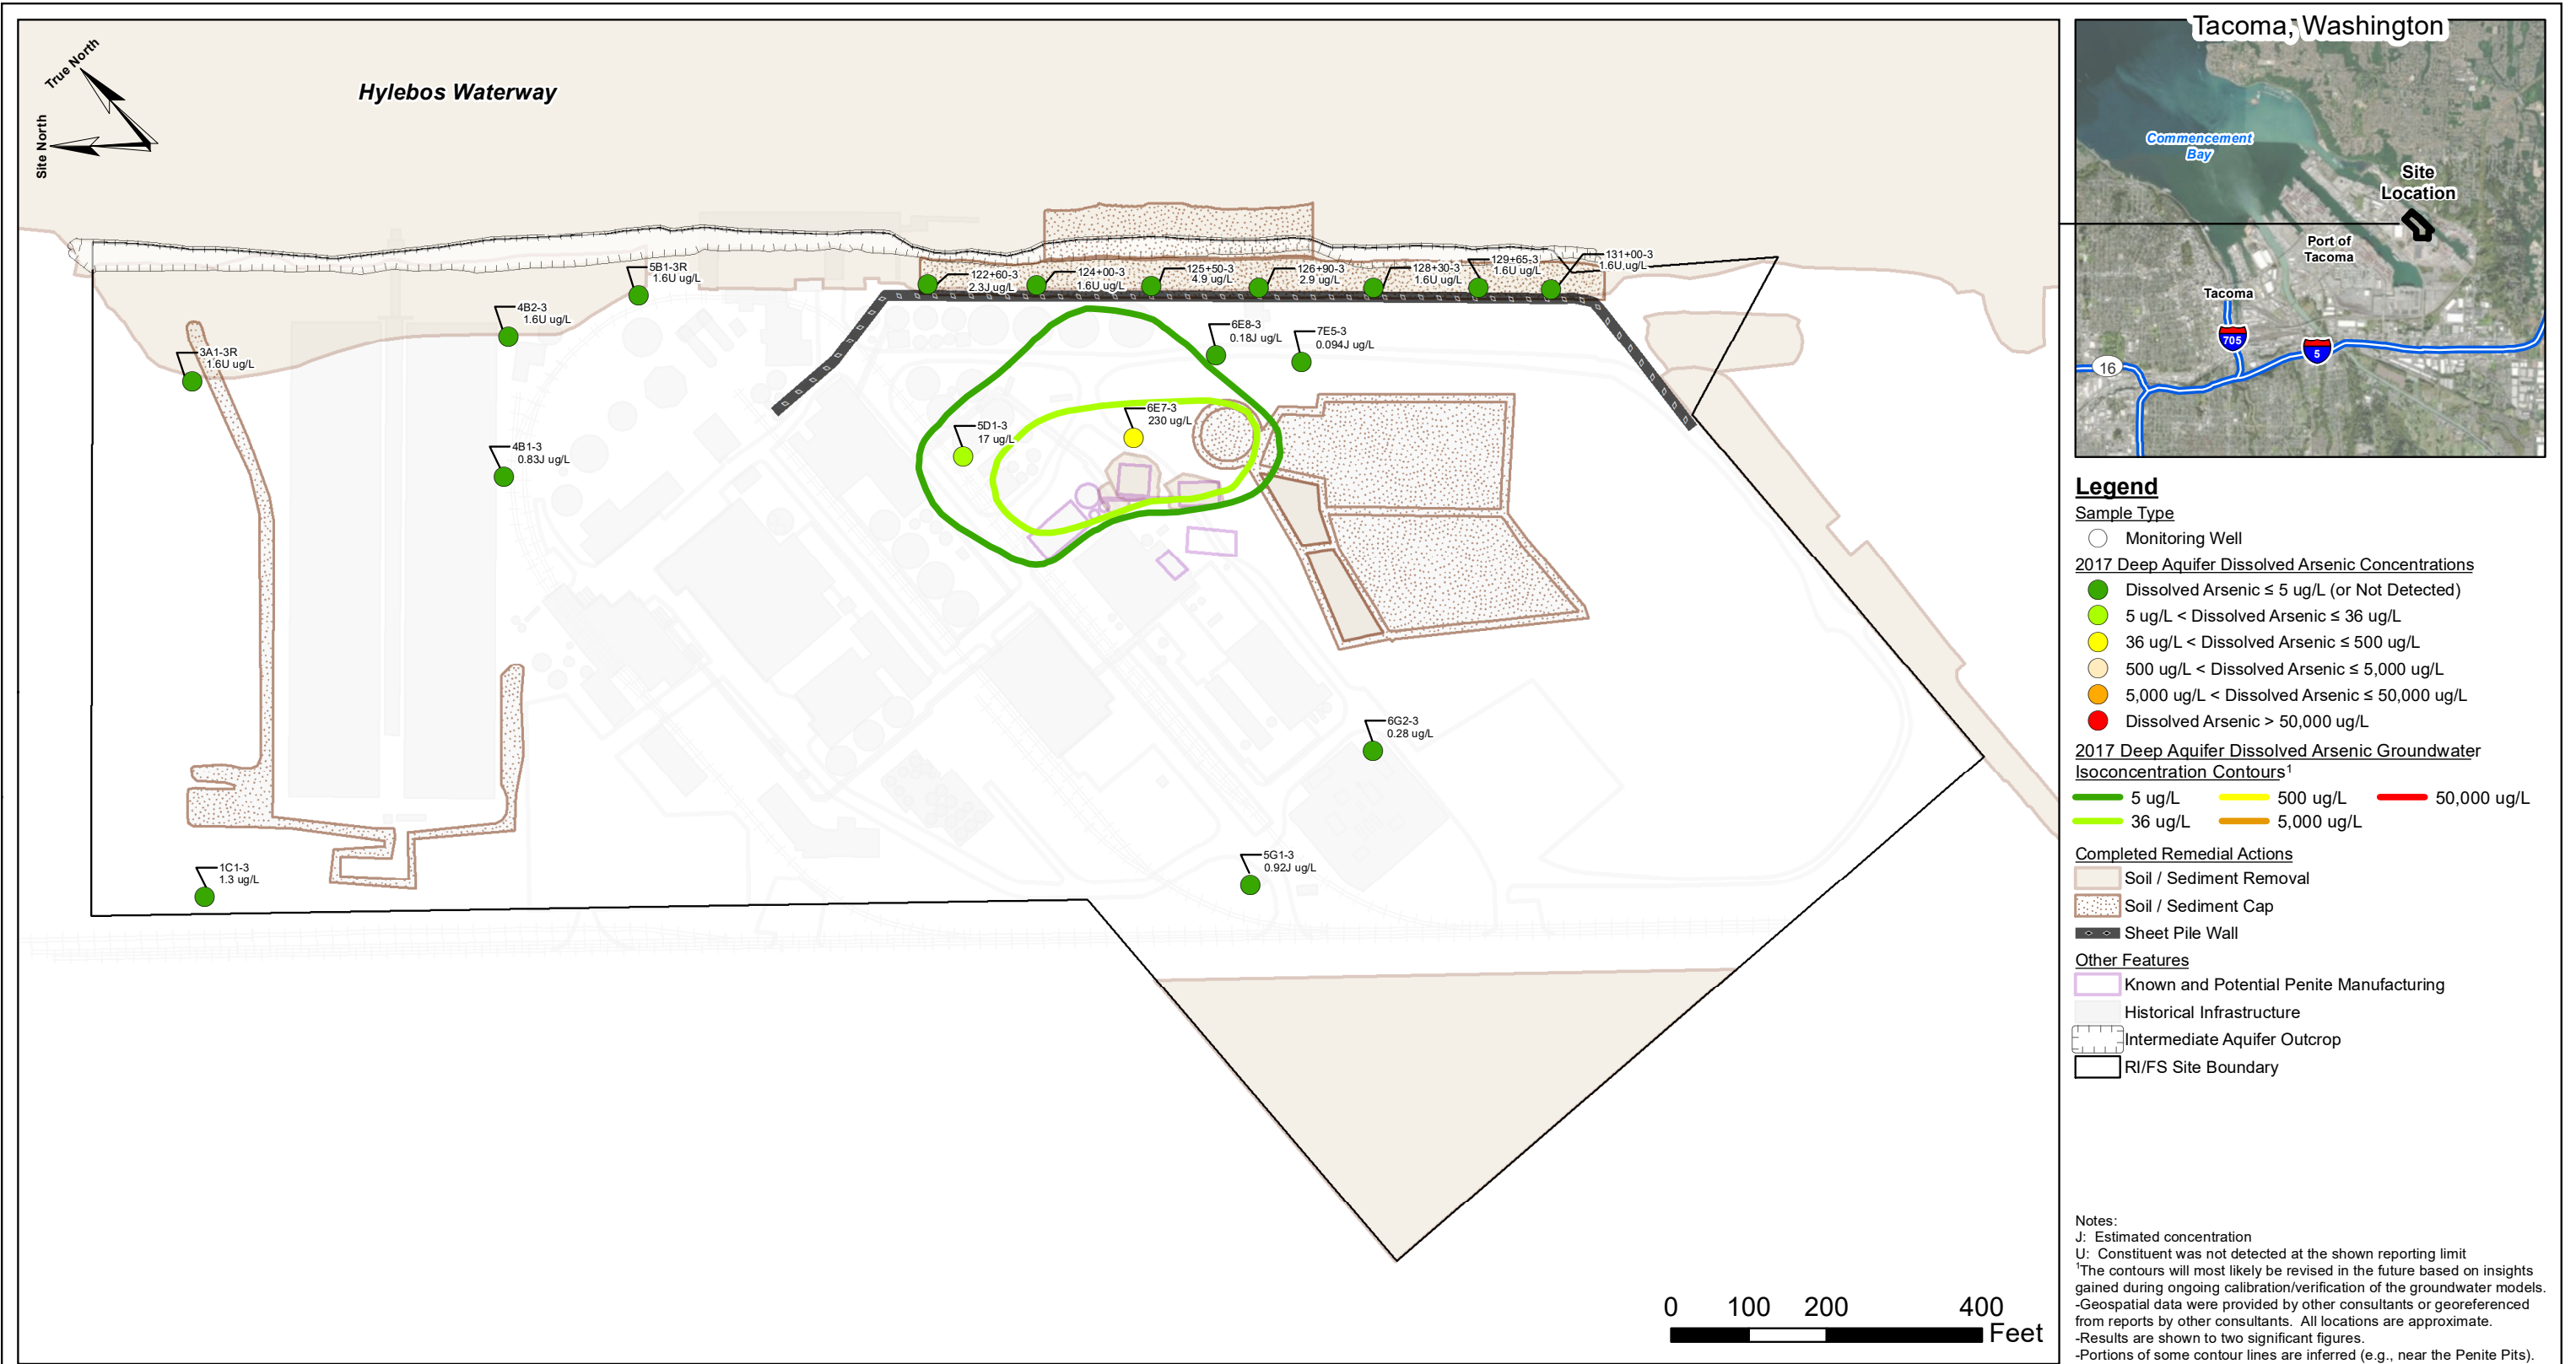 True North
Site North
Hylebos Waterway
5B1-3R
1.6U ug/L
4B2-3
1.6U ug/L
3A1-3R
1.6U ug/L
4B1-3
0.83J ug/L
122+60-3
2.3J ug/L
124+00-3
1.6U ug/L
125+50-3
4.9 ug/L
126+90-3
2.9 ug/L
128+30-3
1.6U ug/L
129+65-3
1.6U ug/L
131+00-3
1.6U ug/L
6E8-3
0.18J ug/L
7E5-3
0.094J ug/L
6E7-3
230 ug/L
5D1-3
17 ug/L
6G2-3
0.28 ug/L
5G1-3
0.92J ug/L
1C1-3
1.3 ug/L
0 100 200 400
Feet
Tacoma, Washington
Commencement
Bay
Site
Location
Port of
Tacoma
Tacoma
705
5
16
Legend
Sample Type
Monitoring Well
2017 Deep Aquifer Dissolved Arsenic Concentrations
Dissolved Arsenic ≤ 5 ug/L (or Not Detected)
5 ug/L < Dissolved Arsenic ≤ 36 ug/L
36 ug/L < Dissolved Arsenic ≤ 500 ug/L
500 ug/L < Dissolved Arsenic ≤ 5,000 ug/L
5,000 ug/L < Dissolved Arsenic ≤ 50,000 ug/L
Dissolved Arsenic > 50,000 ug/L
2017 Deep Aquifer Dissolved Arsenic Groundwater
Isoconcentration Contours¹
5 ug/L 500 ug/L 50,000 ug/L
36 ug/L 5,000 ug/L
Completed Remedial Actions
Soil / Sediment Removal
Soil / Sediment Cap
Sheet Pile Wall
Other Features
Known and Potential Penite Manufacturing
Historical Infrastructure
Intermediate Aquifer Outcrop
RI/FS Site Boundary
Notes:
J: Estimated concentration
U: Constituent was not detected at the shown reporting limit
¹The contours will most likely be revised in the future based on insights
gained during ongoing calibration/verification of the groundwater models.
-Geospatial data were provided by other consultants or georeferenced
from reports by other consultants. All locations are approximate.
-Results are shown to two significant figures.
-Portions of some contour lines are inferred (e.g., near the Penite Pits).